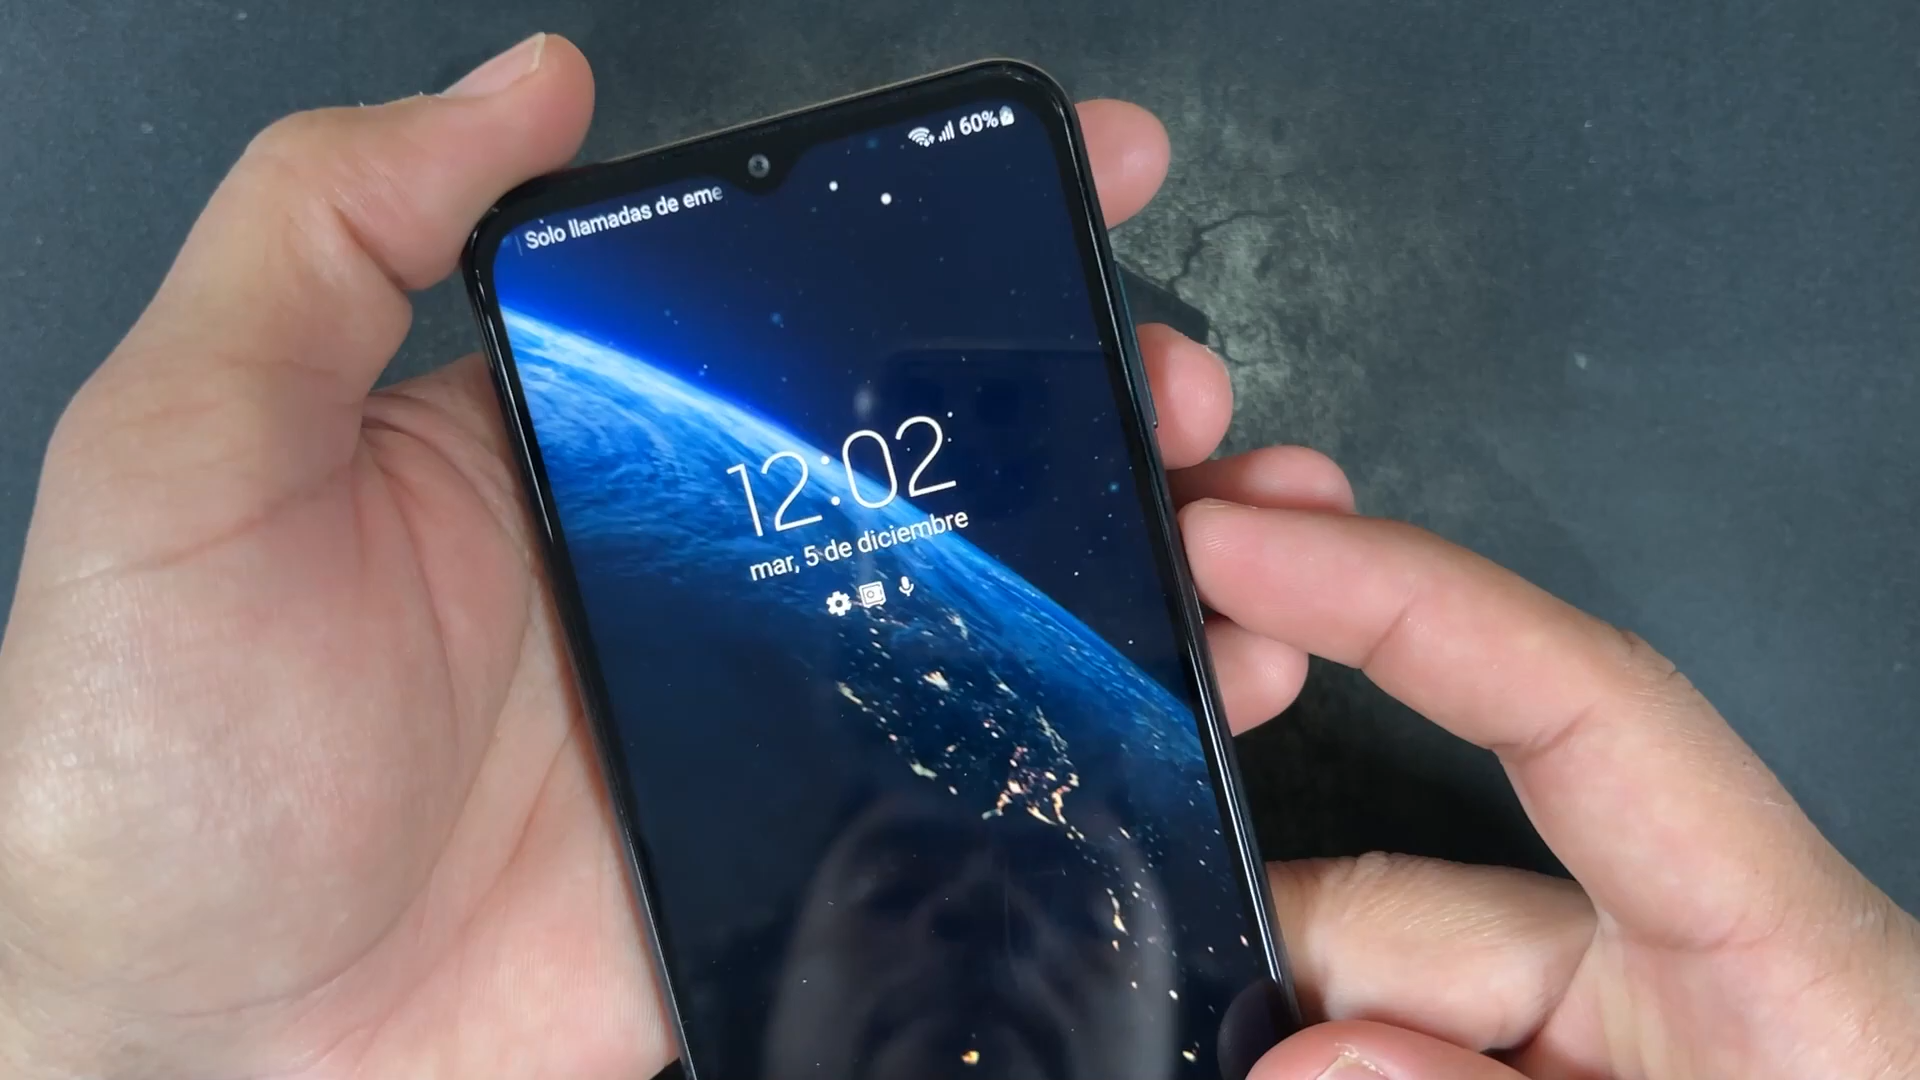 60%
Solo llamadas de eme
12:02
mar, 5 de diciembre